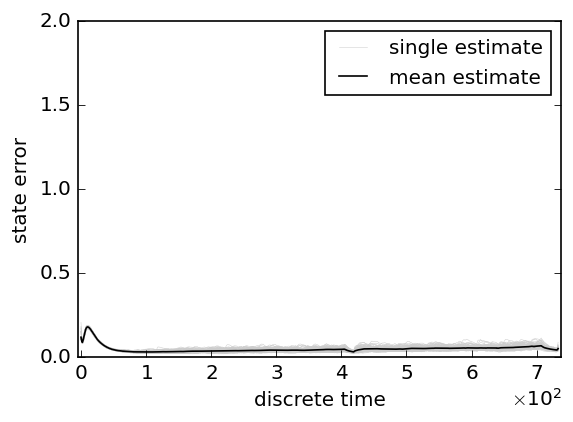 2.0
single estimate
mean estimate
1.5
1.0
0.5
0.0
state error
0 1 2 3 4 5 6 7
discrete time
×10²